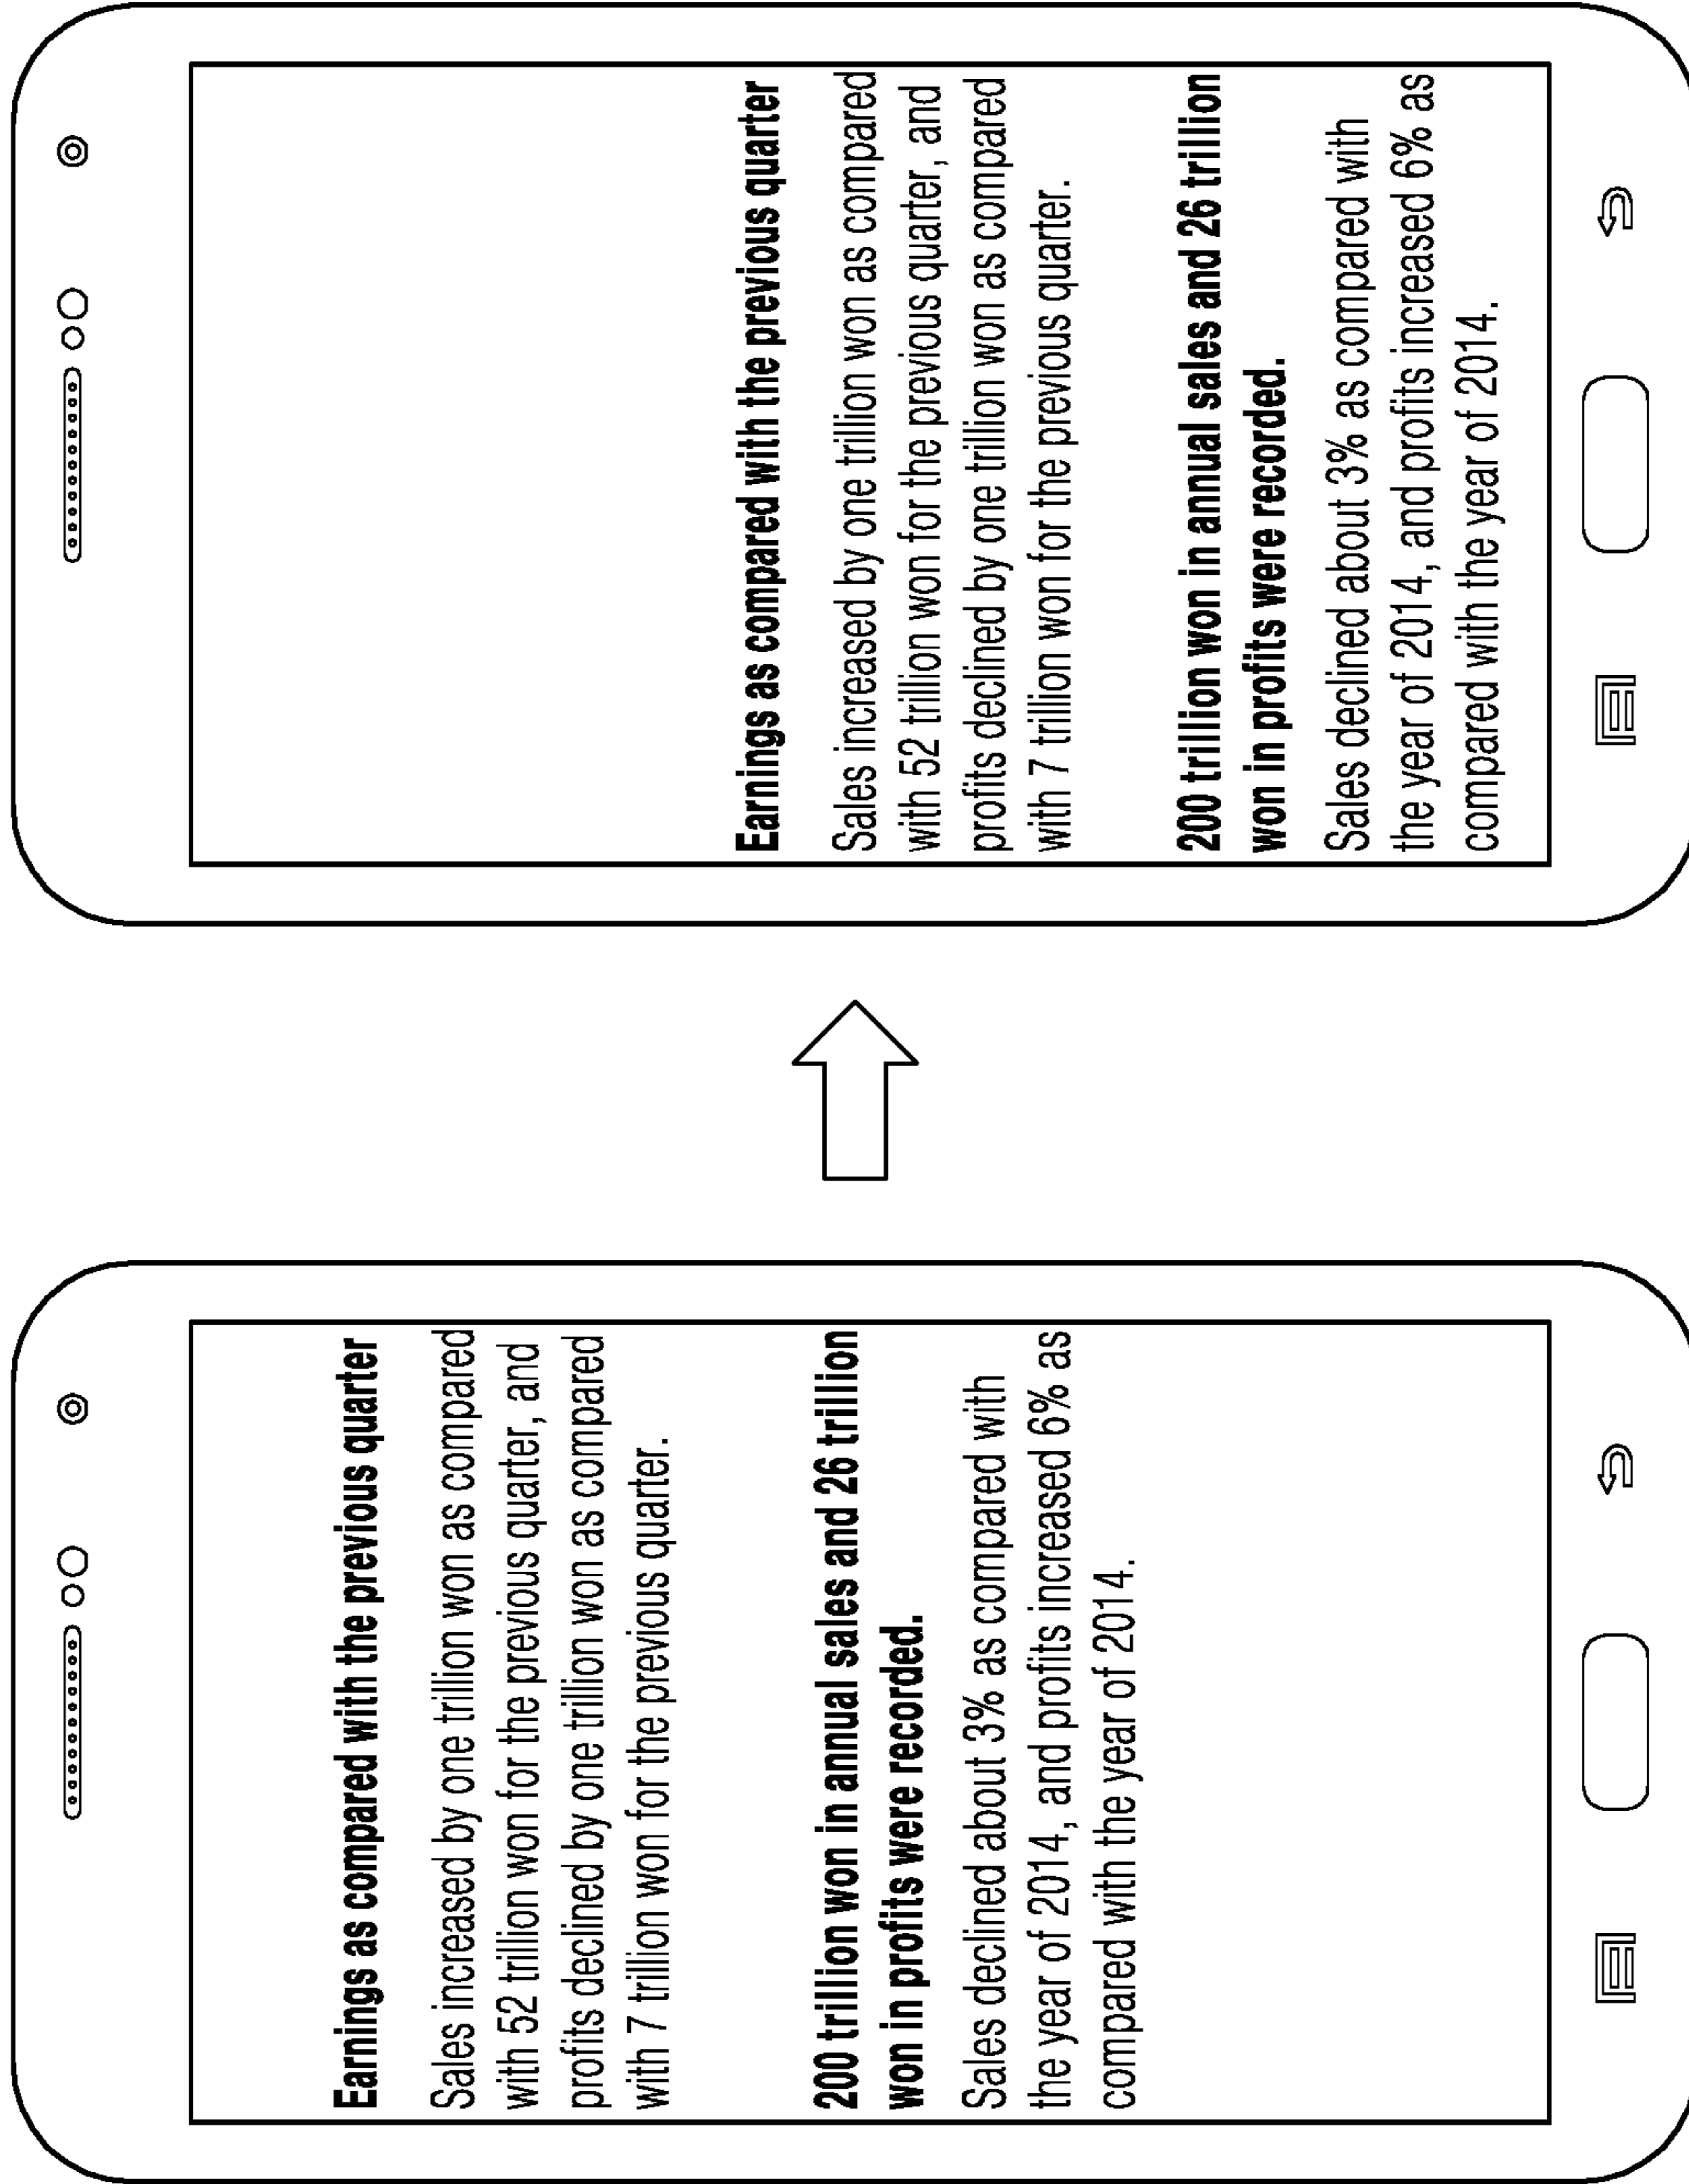 Earnings as compared with the previous quarter
Sales increased by one trillion won as compared
with 52 trillion won for the previous quarter, and
profits declined by one trillion won as compared
with 7 trillion won for the previous quarter.
200 trillion won in annual sales and 26 trillion
won in profits were recorded.
Sales declined about 3% as compared with
the year of 2014, and profits increased 6% as
compared with the year of 2014.
Earnings as compared with the previous quarter
Sales increased by one trillion won as compared
with 52 trillion won for the previous quarter, and
profits declined by one trillion won as compared
with 7 trillion won for the previous quarter.
200 trillion won in annual sales and 26 trillion
won in profits were recorded.
Sales declined about 3% as compared with
the year of 2014, and profits increased 6% as
compared with the year of 2014.